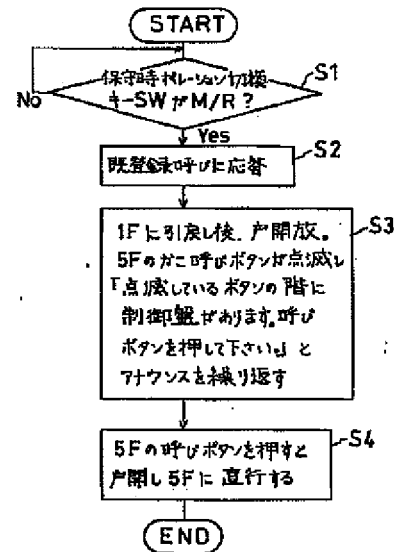 START
保守時オペレーション切換
キーSWがM/R?
S1
No
Yes
既登録呼びに応答
S2
1Fに引戻し後、戸開放。
5Fのかご呼びボタンが点滅し
「点滅しているボタンの階に
制御盤があります。呼び
ボタンを押して下さい。」と
アナウンスを繰り返す
S3
5Fの呼びボタンを押すと
戸閉し5Fに直行する
S4
END